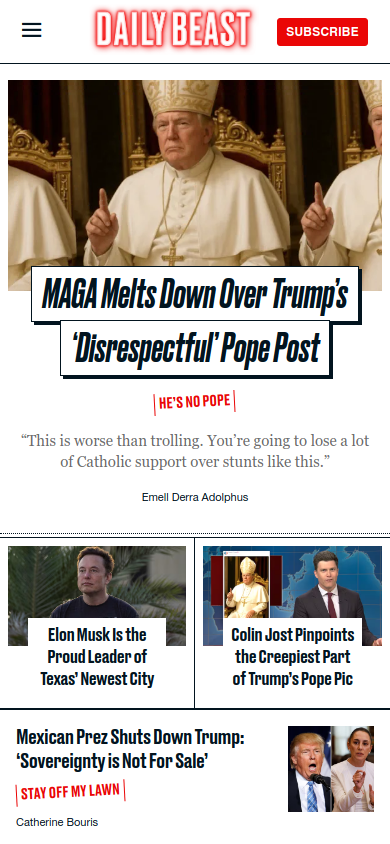 DAILY BEAST
SUBSCRIBE
MAGA Melts Down Over Trump's
'Disrespectful' Pope Post
HE'S NO POPE
“This is worse than trolling. You’re going to lose a lot
of Catholic support over stunts like this.”
Emell Derra Adolphus
Elon Musk Is the
Proud Leader of
Texas’ Newest City
Colin Jost Pinpoints
the Creepiest Part
of Trump’s Pope Pic
Mexican Prez Shuts Down Trump:
‘Sovereignty is Not For Sale’
STAY OFF MY LAWN
Catherine Bouris